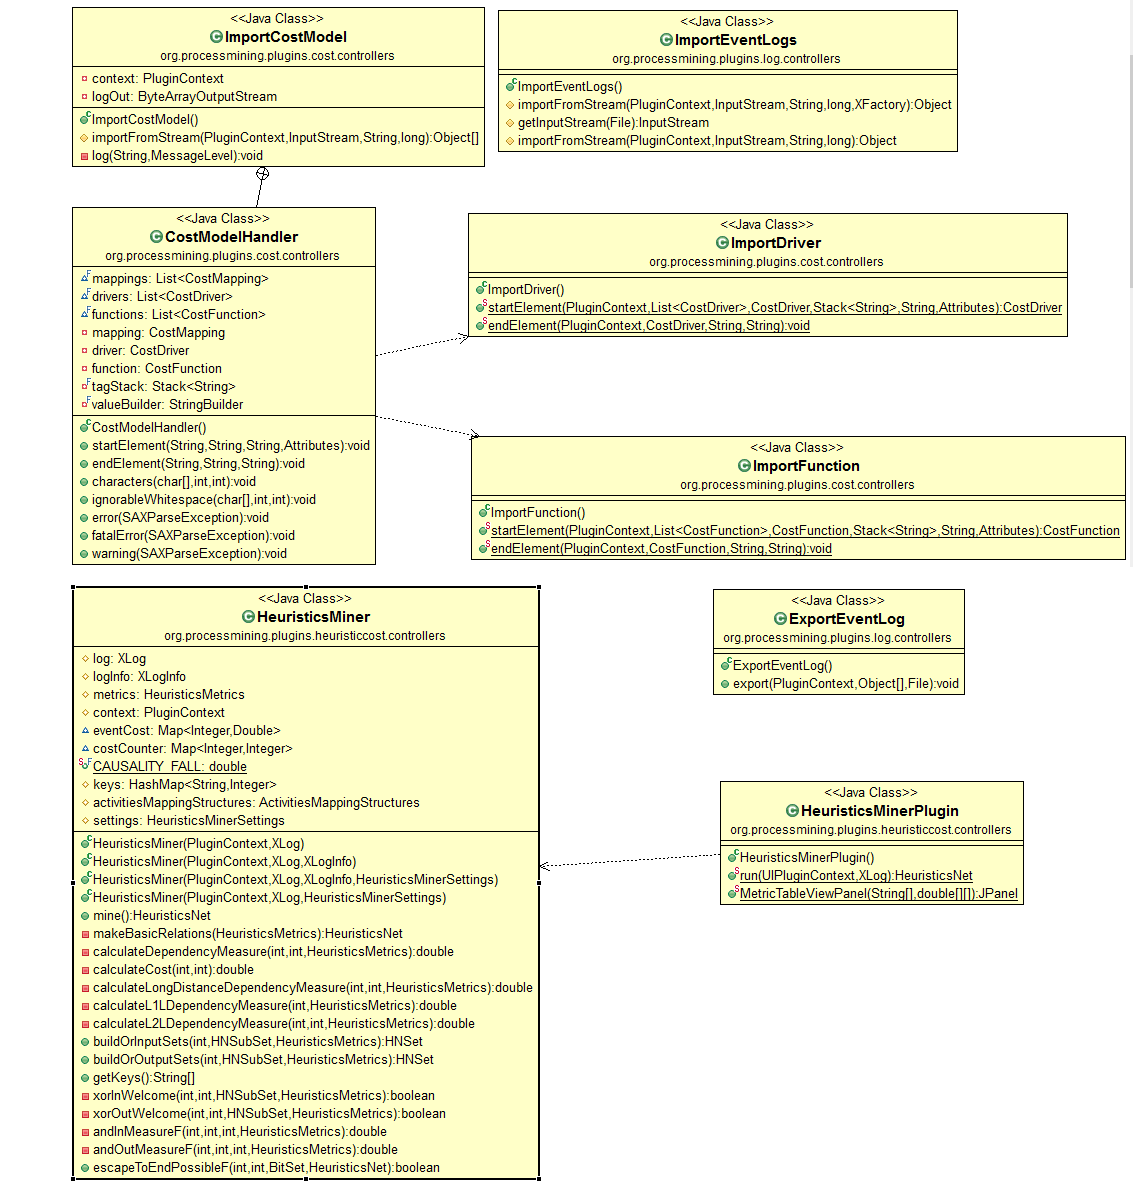 <<Java Class>>
ImportCostModel
org.processmining.plugins.cost.controllers
context: PluginContext
logOut: ByteArrayOutputStream
ImportCostModel()
importFromStream(PluginContext,InputStream,String,long):Object[]
log(String,MessageLevel):void
<<Java Class>>
ImportEventLogs
org.processmining.plugins.log.controllers
ImportEventLogs()
importFromStream(PluginContext,InputStream,String,long,XFactory):Object
getInputStream(File):InputStream
importFromStream(PluginContext,InputStream,String,long):Object
<<Java Class>>
CostModelHandler
org.processmining.plugins.cost.controllers
mappings: List<CostMapping>
drivers: List<CostDriver>
functions: List<CostFunction>
mapping: CostMapping
driver: CostDriver
function: CostFunction
tagStack: Stack<String>
valueBuilder: StringBuilder
CostModelHandler()
startElement(String,String,String,Attributes):void
endElement(String,String,String):void
characters(char[],int,int):void
ignorableWhitespace(char[],int,int):void
error(SAXParseException):void
fatalError(SAXParseException):void
warning(SAXParseException):void
<<Java Class>>
ImportDriver
org.processmining.plugins.cost.controllers
ImportDriver()
startElement(PluginContext,List<CostDriver>,CostDriver,Stack<String>,String,Attributes):CostDriver
endElement(PluginContext,CostDriver,String,String):void
<<Java Class>>
ImportFunction
org.processmining.plugins.cost.controllers
ImportFunction()
startElement(PluginContext,List<CostFunction>,CostFunction,Stack<String>,String,Attributes):CostFunction
endElement(PluginContext,CostFunction,String,String):void
<<Java Class>>
HeuristicsMiner
org.processmining.plugins.heuristiccost.controllers
log: XLog
logInfo: XLogInfo
metrics: HeuristicsMetrics
context: PluginContext
eventCost: Map<Integer,Double>
costCounter: Map<Integer,Integer>
CAUSALITY_FALL: double
keys: HashMap<String,Integer>
activitiesMappingStructures: ActivitiesMappingStructures
settings: HeuristicsMinerSettings
HeuristicsMiner(PluginContext,XLog)
HeuristicsMiner(PluginContext,XLog,XLogInfo)
HeuristicsMiner(PluginContext,XLog,XLogInfo,HeuristicsMinerSettings)
HeuristicsMiner(PluginContext,XLog,HeuristicsMinerSettings)
mine():HeuristicsNet
makeBasicRelations(HeuristicsMetrics):HeuristicsNet
calculateDependencyMeasure(int,int,HeuristicsMetrics):double
calculateCost(int,int):double
calculateLongDistanceDependencyMeasure(int,int,HeuristicsMetrics):double
calculateL1LDependencyMeasure(int,HeuristicsMetrics):double
calculateL2LDependencyMeasure(int,int,HeuristicsMetrics):double
buildOrInputSets(int,HNSubSet,HeuristicsMetrics):HNSet
buildOrOutputSets(int,HNSubSet,HeuristicsMetrics):HNSet
getKeys():String[]
xorInWelcome(int,int,HNSubSet,HeuristicsMetrics):boolean
xorOutWelcome(int,int,HNSubSet,HeuristicsMetrics):boolean
andInMeasureF(int,int,int,HeuristicsMetrics):double
andOutMeasureF(int,int,int,HeuristicsMetrics):double
escapeToEndPossibleF(int,int,BitSet,HeuristicsNet):boolean
<<Java Class>>
ExportEventLog
org.processmining.plugins.log.controllers
ExportEventLog()
export(PluginContext,Object[],File):void
<<Java Class>>
HeuristicsMinerPlugin
org.processmining.plugins.heuristiccost.controllers
HeuristicsMinerPlugin()
run(UIPluginContext,XLog):HeuristicsNet
MetricTableViewPanel(String[],double[][]):JPanel